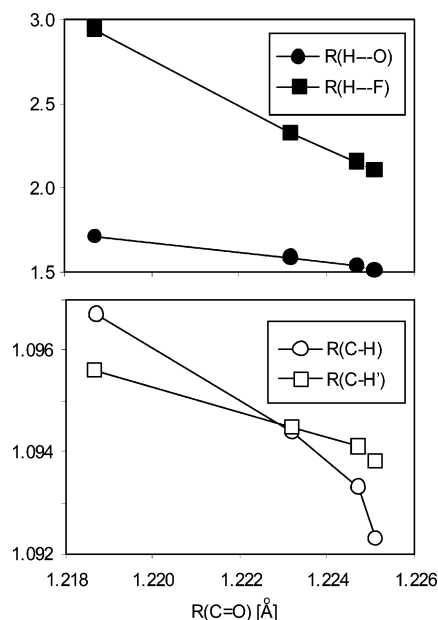 3.0
R(H---O)
R(H---F)
2.5
2.0
1.5
1.096
R(C-H)
R(C-H')
1.094
1.092
1.218 1.220 1.222 1.224 1.226
R(C=O) [Å]